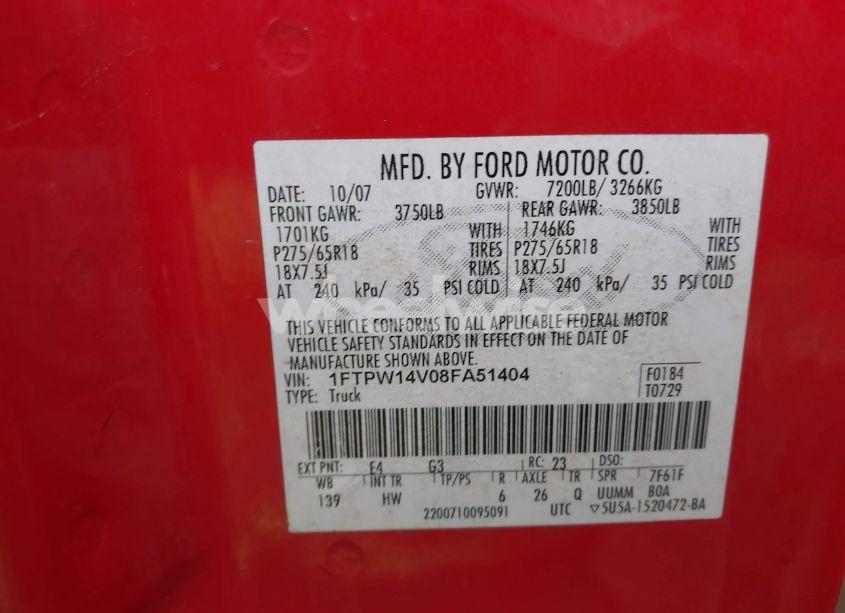 MFD. BY FORD MOTOR CO.
DATE: 10/07 GVWR: 7200LB/ 3266KG
FRONT GAWR: 3750LB REAR GAWR: 3850LB
1701KG WITH 1746KG WITH
P275/65R18 TIRES P275/65R18 TIRES
18X7.5J RIMS 18X7.5J RIMS
AT 240 kPa/ 35 PSI COLD AT 240 kPa/ 35 PSI COLD
THIS VEHICLE CONFORMS TO ALL APPLICABLE FEDERAL MOTOR
VEHICLE SAFETY STANDARDS IN EFFECT ON THE DATE OF
MANUFACTURE SHOWN ABOVE.
VIN: 1FTPW14V08FA51404 F0184
TYPE: Truck T0729
EXT PNT: E4 G3 RC: 23 DSO:
WB INT TR TP/PS R AXLE TR SPR 7F61F
139 HW 6 26 Q UUMM BOA
2200710095091 UTC ▽5U5A-1520472-BA